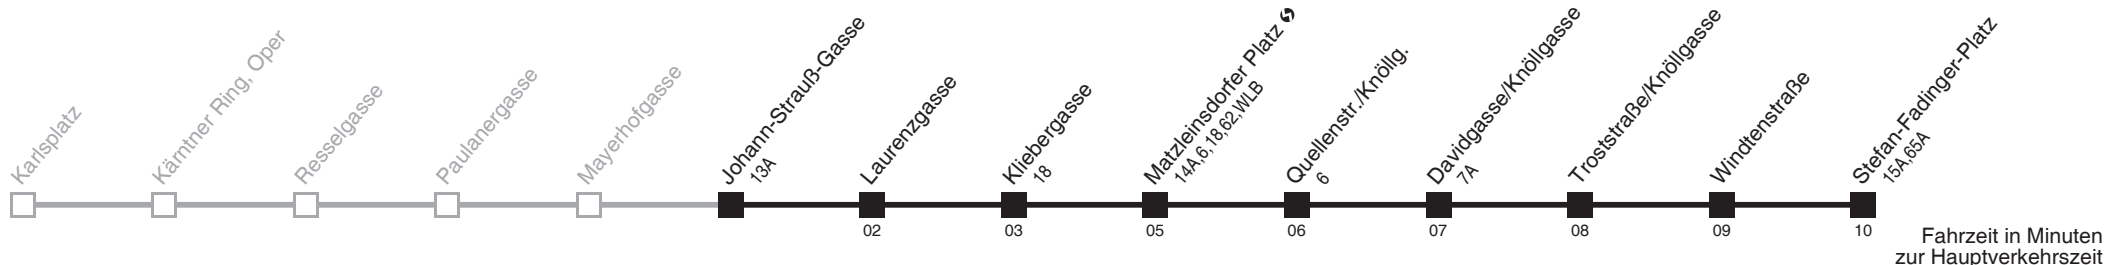 Karlsplatz
Kärntner Ring, Oper
Resselgasse
Paulanergasse
Mayerhofgasse
Johann-Strauß-Gasse
13A
Laurenzgasse
Kliebergasse
18
Matzleinsdorfer Platz
14A,6,18,62,WLB
Quellenstr./Knöllg.
6
Davidgasse/Knöllgasse
7A
Troststraße/Knöllgasse
Windtenstraße
Stefan-Fadinger-Platz
15A,65A
02
03
05
06
07
08
09
10
Fahrzeit in Minuten
zur Hauptverkehrszeit